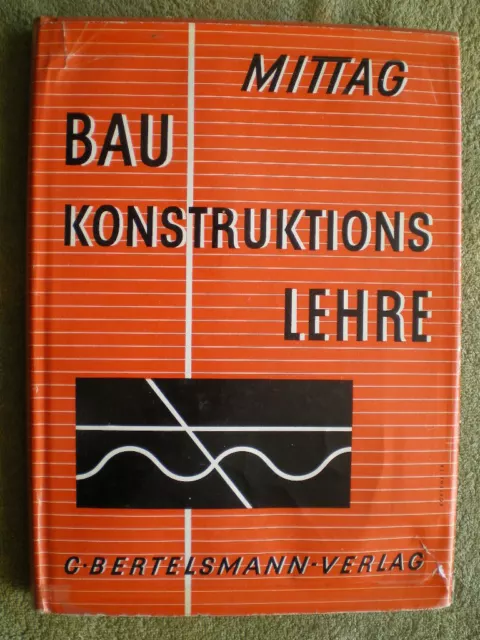 MITTAG
BAU
KONSTRUKTIONS
LEHRE
C·BERTELSMANN·VERLAG